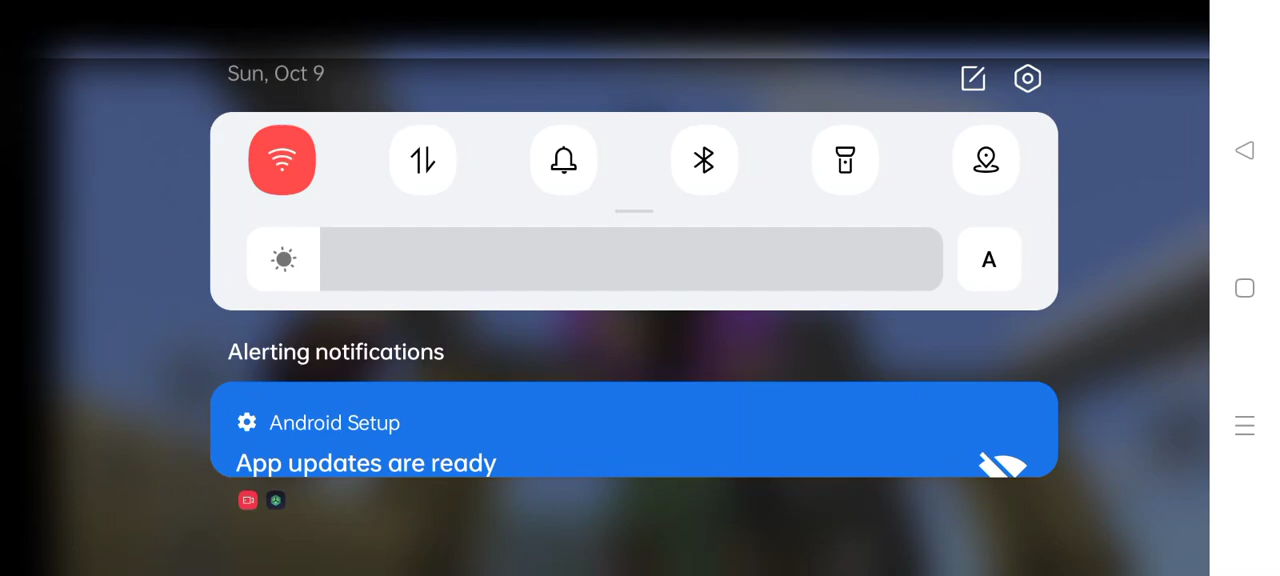 Sun, Oct 9
A
Alerting notifications
Android Setup
App updates are ready